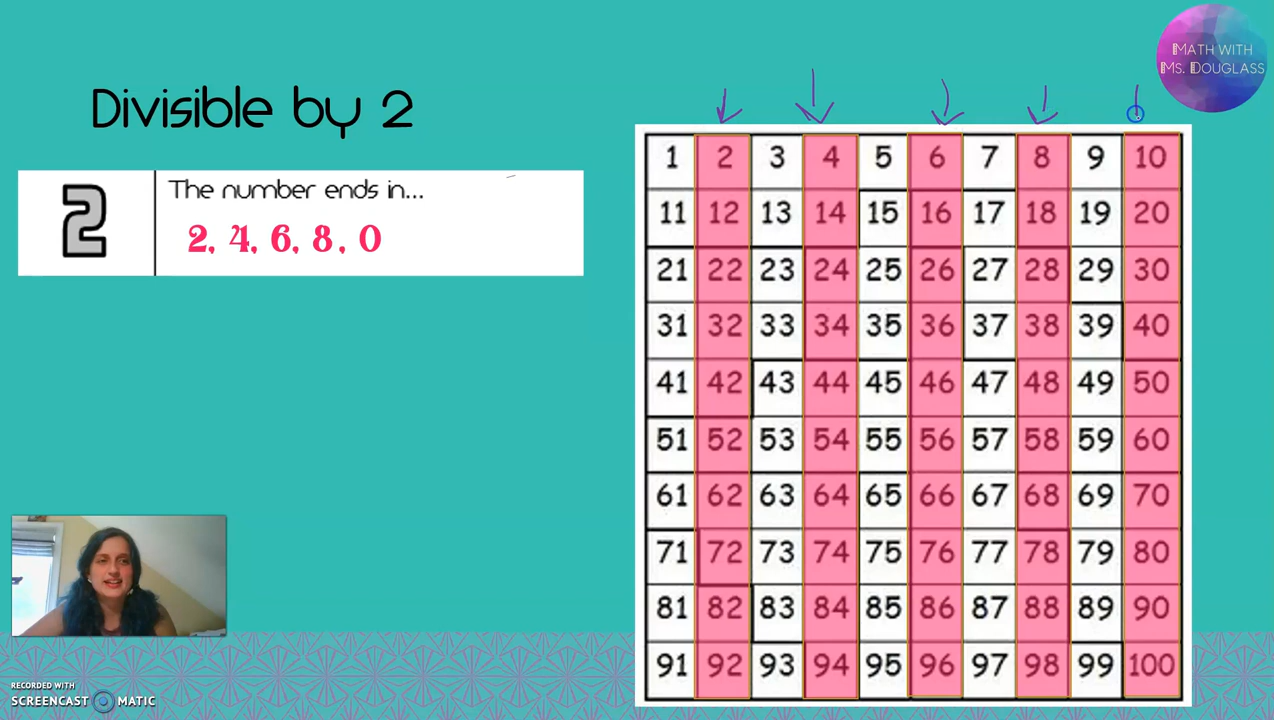 MATH WITH
MS. DOUGLASS
Divisible by 2
2
The number ends in...
2, 4, 6, 8, 0
1 2 3 4 5 6 7 8 9 10
11 12 13 14 15 16 17 18 19 20
21 22 23 24 25 26 27 28 29 30
31 32 33 34 35 36 37 38 39 40
41 42 43 44 45 46 47 48 49 50
51 52 53 54 55 56 57 58 59 60
61 62 63 64 65 66 67 68 69 70
71 72 73 74 75 76 77 78 79 80
81 82 83 84 85 86 87 88 89 90
91 92 93 94 95 96 97 98 99 100
RECORDED WITH
SCREENCAST MATIC